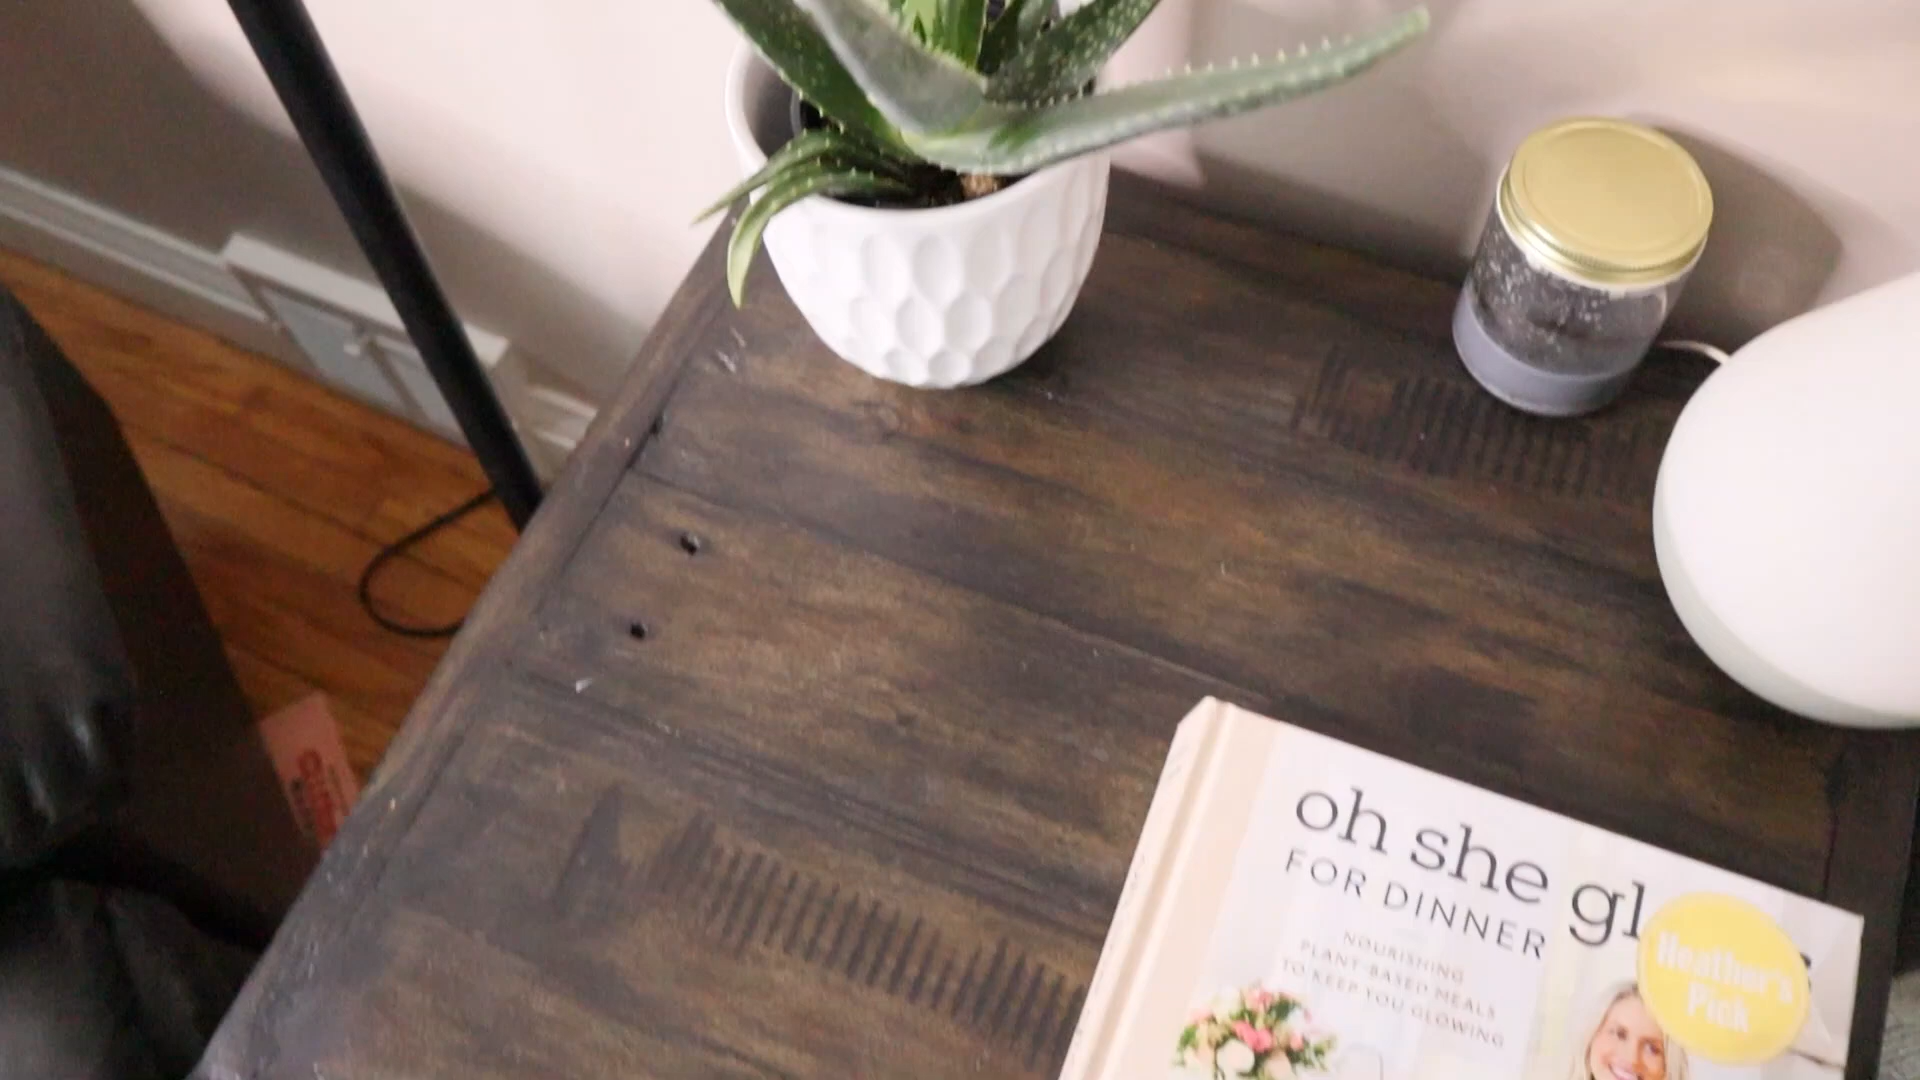 oh she gl
FOR DINNER
NOURISHING
PLANT-BASED MEALS
TO KEEP YOU GLOWING
Heather's
Pick